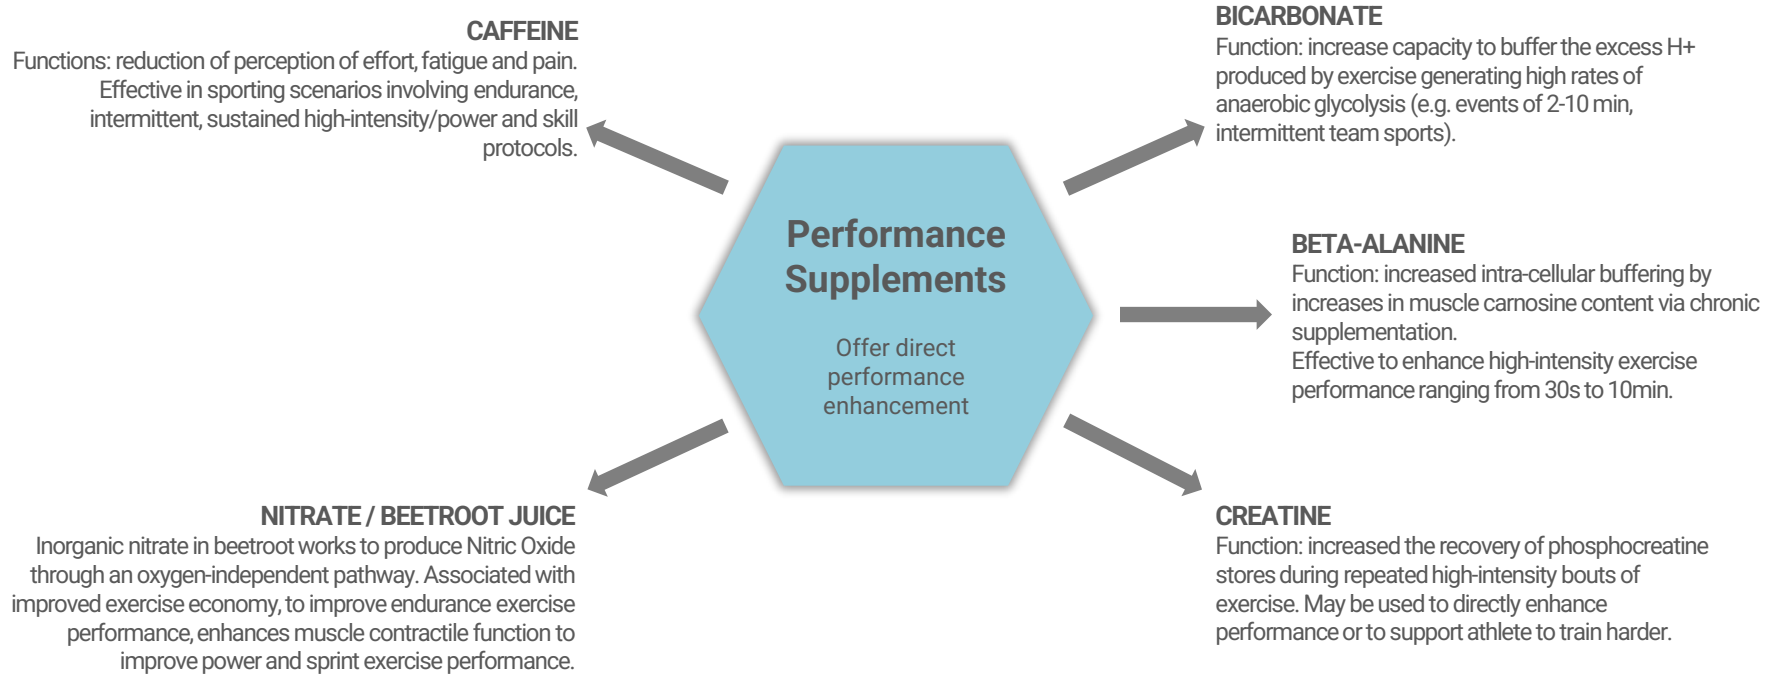 CAFFEINE
Functions: reduction of perception of effort, fatigue and pain.
Effective in sporting scenarios involving endurance,
intermittent, sustained high-intensity/power and skill
protocols.
BICARBONATE
Function: increase capacity to buffer the excess H+
produced by exercise generating high rates of
anaerobic glycolysis (e.g. events of 2-10 min,
intermittent team sports).
Performance
Supplements
Offer direct
performance
enhancement
BETA-ALANINE
Function: increased intra-cellular buffering by
increases in muscle carnosine content via chronic
supplementation.
Effective to enhance high-intensity exercise
performance ranging from 30s to 10min.
NITRATE / BEETROOT JUICE
Inorganic nitrate in beetroot works to produce Nitric Oxide
through an oxygen-independent pathway. Associated with
improved exercise economy, to improve endurance exercise
performance, enhances muscle contractile function to
improve power and sprint exercise performance.
CREATINE
Function: increased the recovery of phosphocreatine
stores during repeated high-intensity bouts of
exercise. May be used to directly enhance
performance or to support athlete to train harder.